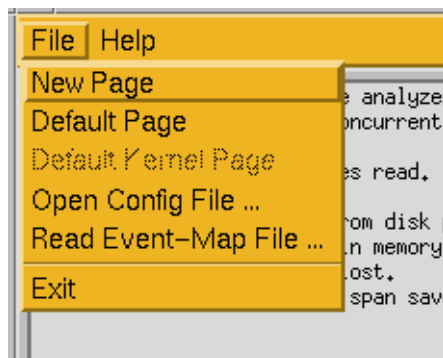 File Help
New Page
analyze
Default Page
concurrent
Default Kernel Page
es read.
Open Config File ...
rom disk
Read Event-Map File ...
n memory
lost.
Exit
span sav